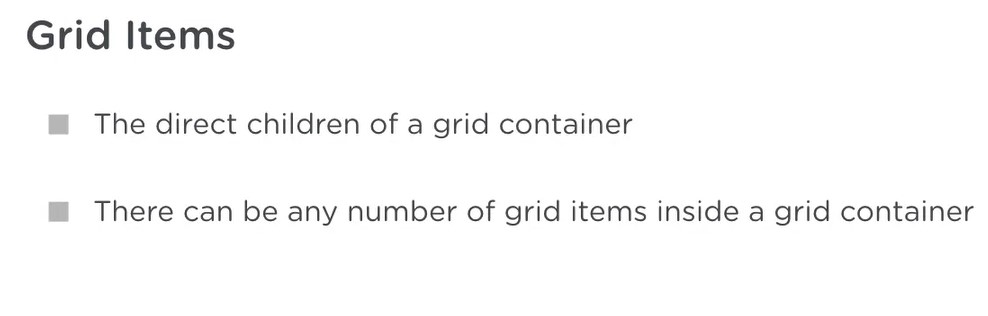 Grid Items
The direct children of a grid container
There can be any number of grid items inside a grid container